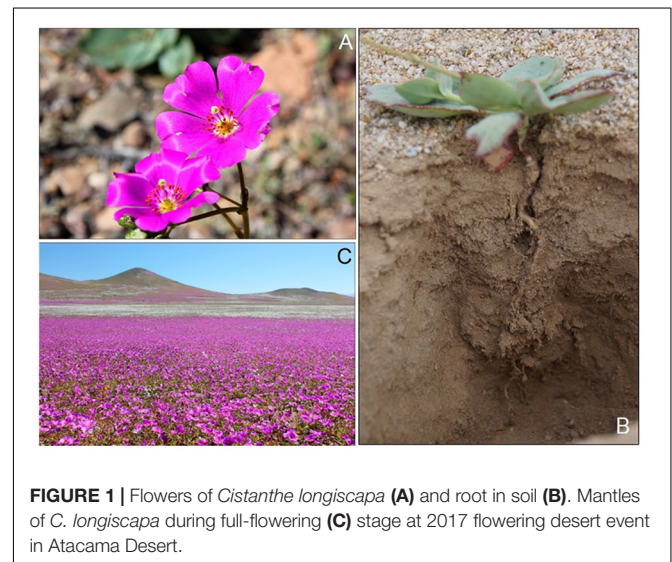 A
C
B
FIGURE 1 | Flowers of Cistanthe longiscapa (A) and root in soil (B). Mantles
of C. longiscapa during full-flowering (C) stage at 2017 flowering desert event
in Atacama Desert.